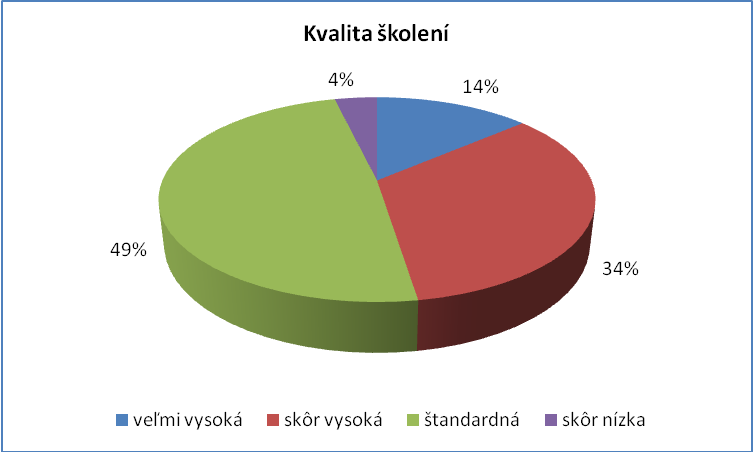 Kvalita školení
4%
14%
49%
34%
veľmi vysoká
skôr vysoká
štandardná
skôr nízka